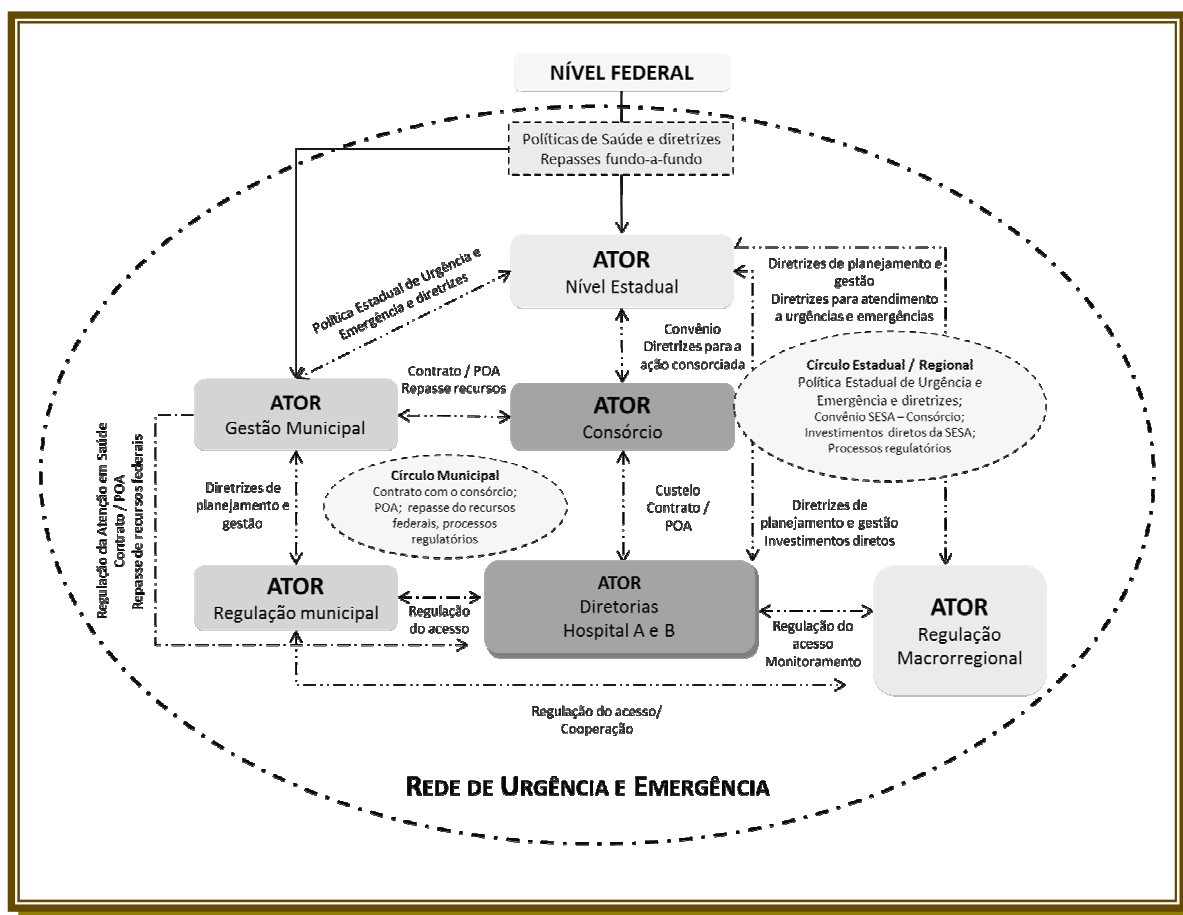 NÍVEL FEDERAL
Políticas de Saúde e diretrizes
Repasses fundo-a-fundo
ATOR
Nível Estadual
Política Estadual de Urgência e
Emergência e diretrizes
Diretrizes de planejamento e
gestão
Diretrizes para atendimento
a urgências e emergências
Convênio
Diretrizes para a
ação consorciada
Contrato / POA
Repasse recursos
Círculo Estadual / Regional
Política Estadual de Urgência e
Emergência e diretrizes;
Convênio SESA – Consórcio;
Investimentos diretos da SESA;
Processos regulatórios
ATOR
Gestão Municipal
ATOR
Consórcio
Regulação da Atenção em Saúde
Contrato / POA
Repasse de recursos federais
Diretrizes de
planejamento e
gestão
Círculo Municipal
Contrato com o consórcio;
POA; repasse do recursos
federais, processos
regulatórios
Custeio
Contrato /
POA
Diretrizes de
planejamento e gestão
Investimentos diretos
ATOR
Regulação municipal
Regulação
do acesso
ATOR
Diretorias
Hospital A e B
Regulação do
acesso
Monitoramento
ATOR
Regulação
Macrorregional
Regulação do acesso/
Cooperação
REDE DE URGÊNCIA E EMERGÊNCIA